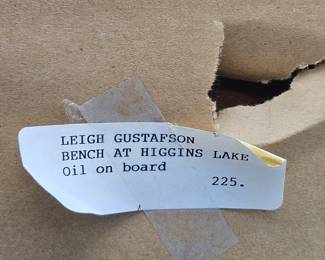 LEIGH GUSTAFSON
BENCH AT HIGGINS LAKE
Oil on board
225.